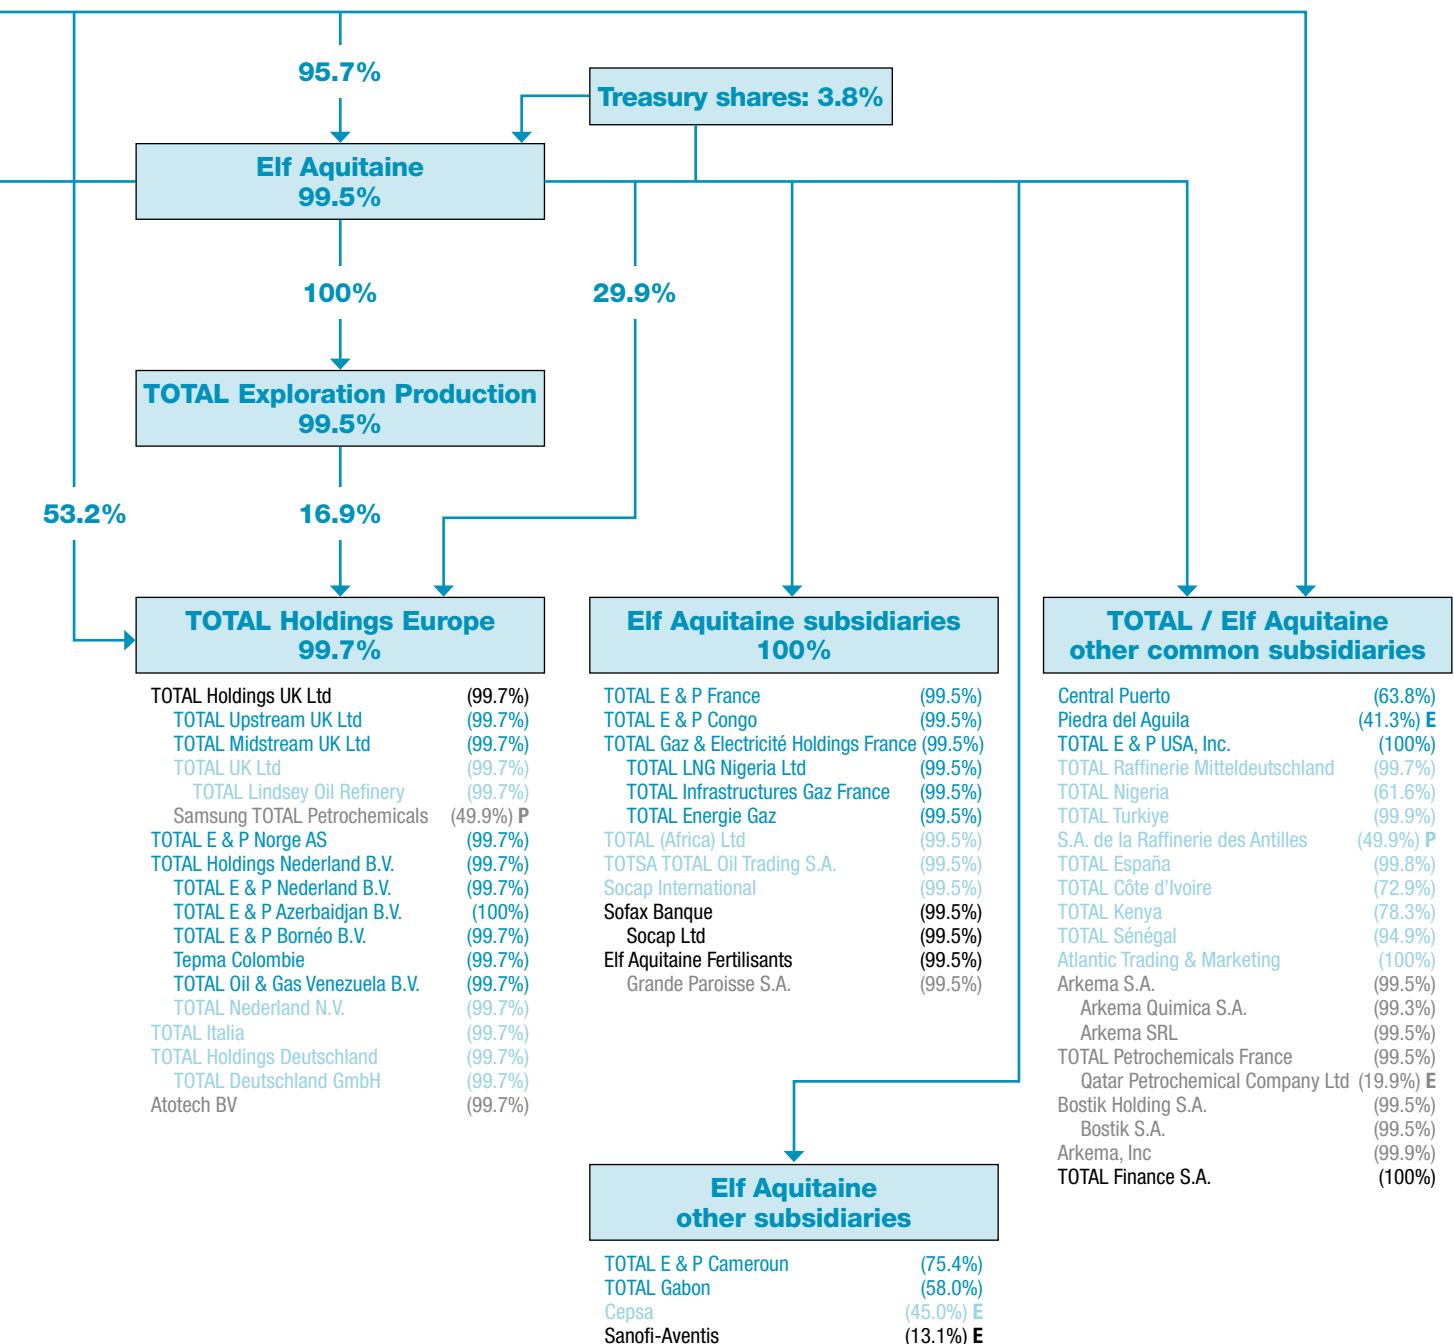 95.7%
Treasury shares: 3.8%
Elf Aquitaine
99.5%
100%
29.9%
TOTAL Exploration Production
99.5%
53.2%
16.9%
TOTAL Holdings Europe
99.7%
TOTAL Holdings UK Ltd (99.7%)
TOTAL Upstream UK Ltd (99.7%)
TOTAL Midstream UK Ltd (99.7%)
TOTAL UK Ltd (99.7%)
TOTAL Lindsey Oil Refinery (99.7%)
Samsung TOTAL Petrochemicals (49.9%) P
TOTAL E & P Norge AS (99.7%)
TOTAL Holdings Nederland B.V. (99.7%)
TOTAL E & P Nederland B.V. (99.7%)
TOTAL E & P Azerbaidjan B.V. (100%)
TOTAL E & P Bornéo B.V. (99.7%)
Tepma Colombie (99.7%)
TOTAL Oil & Gas Venezuela B.V. (99.7%)
TOTAL Nederland N.V. (99.7%)
TOTAL Italia (99.7%)
TOTAL Holdings Deutschland (99.7%)
TOTAL Deutschland GmbH (99.7%)
Atotech BV (99.7%)
Elf Aquitaine subsidiaries
100%
TOTAL E & P France (99.5%)
TOTAL E & P Congo (99.5%)
TOTAL Gaz & Electricité Holdings France (99.5%)
TOTAL LNG Nigeria Ltd (99.5%)
TOTAL Infrastructures Gaz France (99.5%)
TOTAL Energie Gaz (99.5%)
TOTAL (Africa) Ltd (99.5%)
TOTSA TOTAL Oil Trading S.A. (99.5%)
Socap International (99.5%)
Sofax Banque (99.5%)
Socap Ltd (99.5%)
Elf Aquitaine Fertilisants (99.5%)
Grande Paroisse S.A. (99.5%)
TOTAL / Elf Aquitaine
other common subsidiaries
Central Puerto (63.8%)
Piedra del Aguila (41.3%) E
TOTAL E & P USA, Inc. (100%)
TOTAL Raffinerie Mitteldeutschland (99.7%)
TOTAL Nigeria (61.6%)
TOTAL Turkiye (99.9%)
S.A. de la Raffinerie des Antilles (49.9%) P
TOTAL España (99.8%)
TOTAL Côte d'Ivoire (72.9%)
TOTAL Kenya (78.3%)
TOTAL Sénégal (94.9%)
Atlantic Trading & Marketing (100%)
Arkema S.A. (99.5%)
Arkema Quimica S.A. (99.3%)
Arkema SRL (99.5%)
TOTAL Petrochemicals France (99.5%)
Qatar Petrochemical Company Ltd (19.9%) E
Bostik Holding S.A. (99.5%)
Bostik S.A. (99.5%)
Arkema, Inc (99.9%)
TOTAL Finance S.A. (100%)
Elf Aquitaine
other subsidiaries
TOTAL E & P Cameroun (75.4%)
TOTAL Gabon (58.0%)
Cepsa (45.0%) E
Sanofi-Aventis (13.1%) E